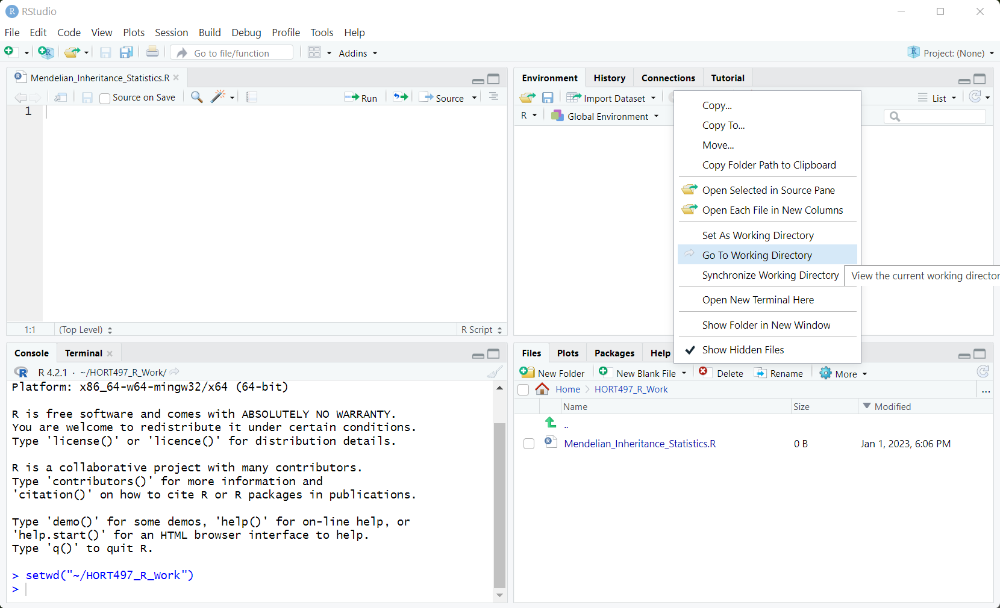 RStudio
File Edit Code View Plots Session Build Debug Profile Tools Help
Go to file/function Addins Project: (None)
Mendelian_Inheritance_Statistics.R
Source on Save Run Source
1
1:1 (Top Level) R Script
Environment History Connections Tutorial
Import Dataset List
R Global Environment
Copy...
Copy To...
Move...
Copy Folder Path to Clipboard
Open Selected in Source Pane
Open Each File in New Columns
Set As Working Directory
Go To Working Directory
Synchronize Working Directory
View the current working director
Open New Terminal Here
Show Folder in New Window
Show Hidden Files
Console Terminal
R 4.2.1 · ~/HORT497_R_Work/
Platform: x86_64-w64-mingw32/x64 (64-bit)
R is free software and comes with ABSOLUTELY NO WARRANTY.
You are welcome to redistribute it under certain conditions.
Type 'license()' or 'licence()' for distribution details.
R is a collaborative project with many contributors.
Type 'contributors()' for more information and
'citation()' on how to cite R or R packages in publications.
Type 'demo()' for some demos, 'help()' for on-line help, or
'help.start()' for an HTML browser interface to help.
Type 'q()' to quit R.
> setwd("~/HORT497_R_Work")
>
Files Plots Packages Help
New Folder New Blank File Delete Rename More
Home HORT497_R_Work ...
Name Size Modified
..
Mendelian_Inheritance_Statistics.R 0 B Jan 1, 2023, 6:06 PM